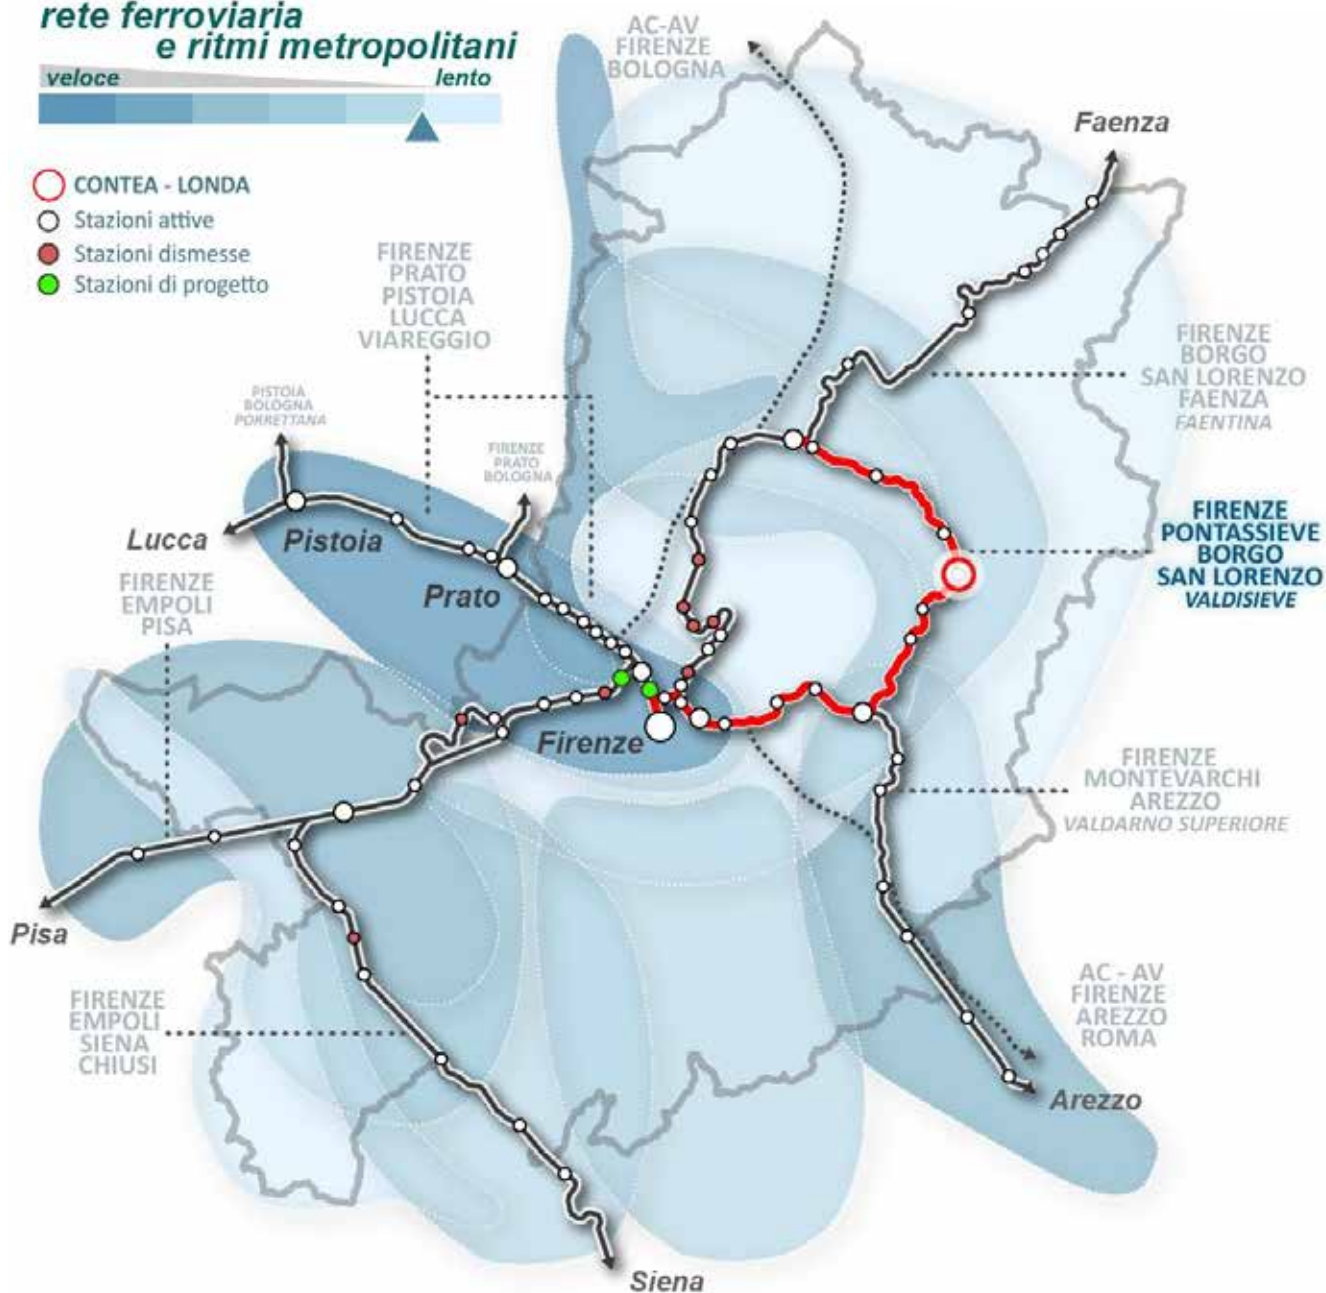 rete ferroviaria
e ritmi metropolitani
veloce
lento
CONTEA - LONDA
Stazioni attive
Stazioni dismesse
Stazioni di progetto
AC-AV
FIRENZE
BOLOGNA
Faenza
FIRENZE
PRATO
PISTOIA
LUCCA
VIAREGGIO
FIRENZE
BORGO
SAN LORENZO
FAENZA
FAENTINA
PISTOIA
BOLOGNA
PORRETTANA
FIRENZE
PRATO
BOLOGNA
Lucca
Pistoia
Prato
FIRENZE
PONTASSIEVE
BORGO
SAN LORENZO
VALDISIEVE
FIRENZE
EMPOLI
PISA
Firenze
FIRENZE
MONTEVARCHI
AREZZO
VALDARNO SUPERIORE
Pisa
FIRENZE
EMPOLI
SIENA
CHIUSI
AC - AV
FIRENZE
AREZZO
ROMA
Arezzo
Siena